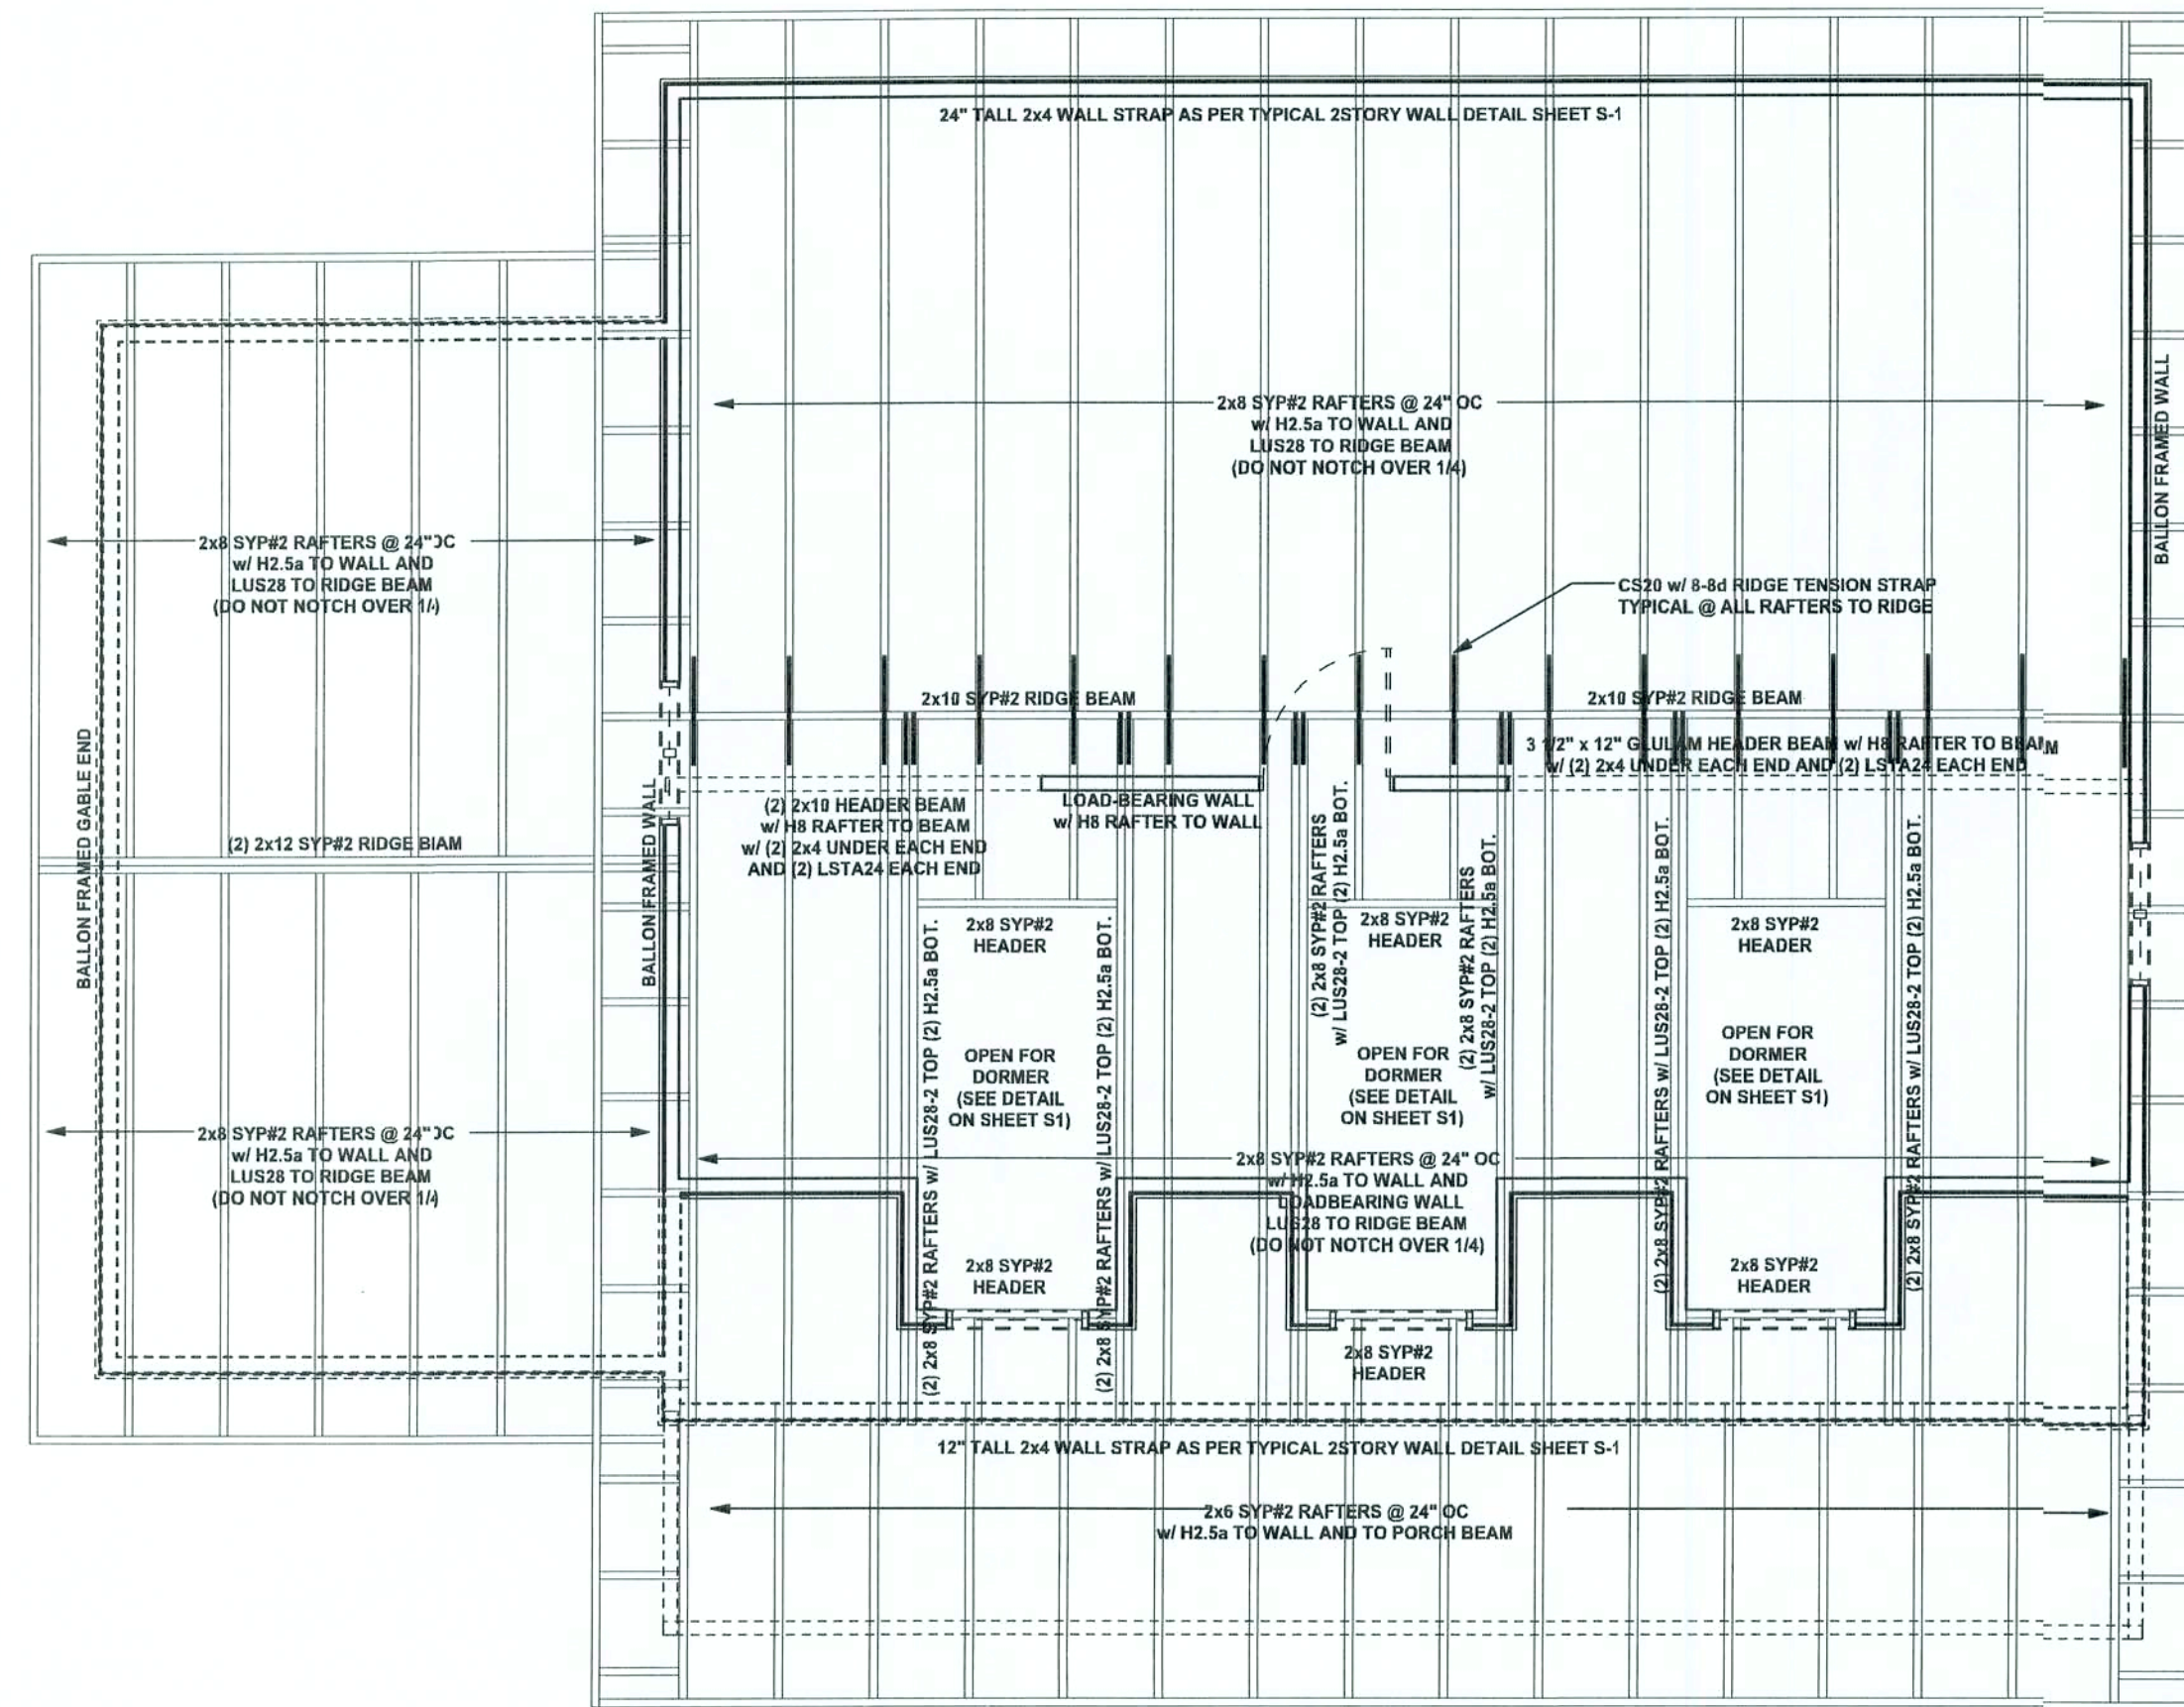 24" TALL 2x4 WALL STRAP AS PER TYPICAL 2STORY WALL DETAIL SHEET S-1
2x8 SYP#2 RAFTERS @ 24" OC
w/ H2.5a TO WALL AND
LUS28 TO RIDGE BEAM
(DO NOT NOTCH OVER 1/4)
BALLON FRAMED WALL
2x8 SYP#2 RAFTERS @ 24" OC
w/ H2.5a TO WALL AND
LUS28 TO RIDGE BEAM
(DO NOT NOTCH OVER 1/4)
CS20 w/ 8-8d RIDGE TENSION STRAP
TYPICAL @ ALL RAFTERS TO RIDGE
2x10 SYP#2 RIDGE BEAM
2x10 SYP#2 RIDGE BEAM
3 1/2" x 12" GLULAM HEADER BEAM w/ H8 RAFTER TO BEAM
w/ (2) 2x4 UNDER EACH END AND (2) LSTA24 EACH END
(2) 2x10 HEADER BEAM
w/ H8 RAFTER TO BEAM
w/ (2) 2x4 UNDER EACH END
AND (2) LSTA24 EACH END
LOAD-BEARING WALL
w/ H8 RAFTER TO WALL
BALLON FRAMED GABLE END
(2) 2x12 SYP#2 RIDGE BIAM
BALLON FRAMED WALL
2x8 SYP#2
HEADER
2x8 SYP#2
HEADER
2x8 SYP#2
HEADER
(2) 2x8 SYP#2 RAFTERS w/ LUS28-2 TOP (2) H2.5a BOT.
(2) 2x8 SYP#2 RAFTERS w/ LUS28-2 TOP (2) H2.5a BOT.
(2) 2x8 SYP#2 RAFTERS
w/ LUS28-2 TOP (2) H2.5a BOT.
(2) 2x8 SYP#2 RAFTERS
w/ LUS28-2 TOP (2) H2.5a BOT.
(2) 2x8 SYP#2 RAFTERS w/ LUS28-2 TOP (2) H2.5a BOT.
(2) 2x8 SYP#2 RAFTERS w/ LUS28-2 TOP (2) H2.5a BOT.
OPEN FOR
DORMER
(SEE DETAIL
ON SHEET S1)
OPEN FOR
DORMER
(SEE DETAIL
ON SHEET S1)
OPEN FOR
DORMER
(SEE DETAIL
ON SHEET S1)
2x8 SYP#2 RAFTERS @ 24" OC
w/ H2.5a TO WALL AND
LUS28 TO RIDGE BEAM
(DO NOT NOTCH OVER 1/4)
2x8 SYP#2 RAFTERS @ 24" OC
w/ H2.5a TO WALL AND
LOADBEARING WALL
LUS28 TO RIDGE BEAM
(DO NOT NOTCH OVER 1/4)
2x8 SYP#2
HEADER
2x8 SYP#2
HEADER
2x8 SYP#2
HEADER
12" TALL 2x4 WALL STRAP AS PER TYPICAL 2STORY WALL DETAIL SHEET S-1
2x6 SYP#2 RAFTERS @ 24" OC
w/ H2.5a TO WALL AND TO PORCH BEAM